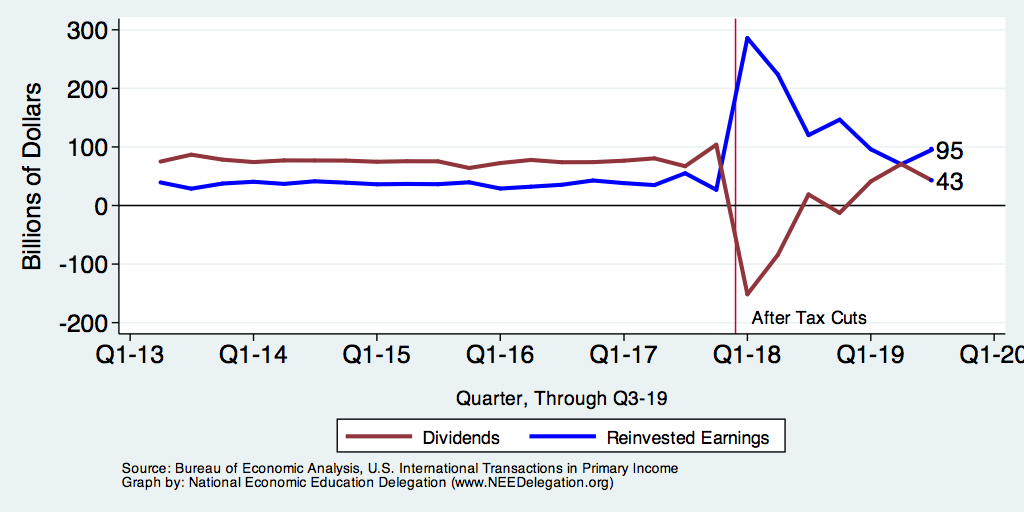 300
200
100
0
-100
-200
Billions of Dollars
95
43
After Tax Cuts
Q1-13 Q1-14 Q1-15 Q1-16 Q1-17 Q1-18 Q1-19 Q1-20
Quarter, Through Q3-19
Dividends Reinvested Earnings
Source: Bureau of Economic Analysis, U.S. International Transactions in Primary Income
Graph by: National Economic Education Delegation (www.NEEDelegation.org)